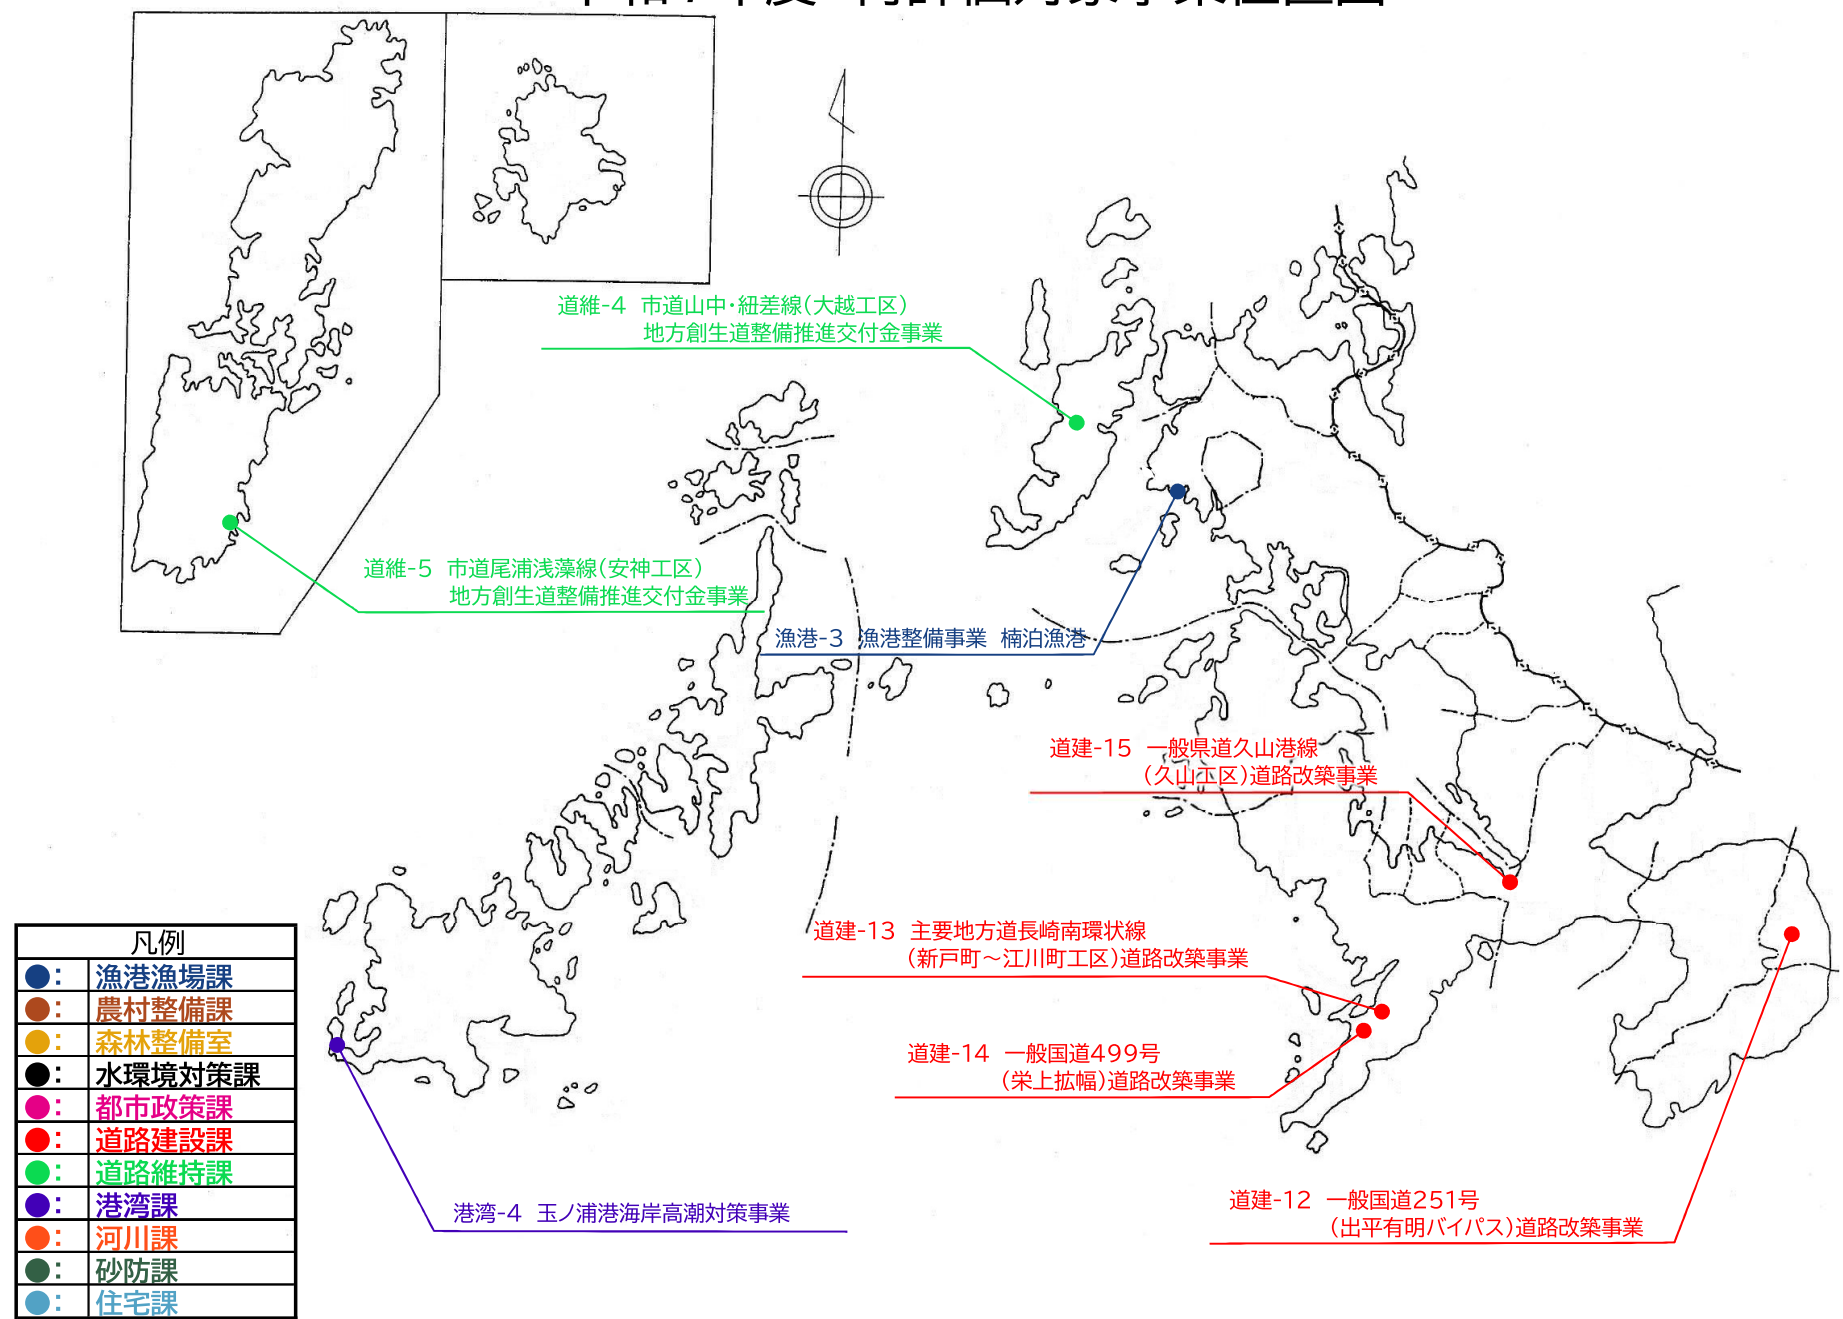 道維-4 市道山中・紐差線(大越工区)
地方創生道整備推進交付金事業
道維-5 市道尾浦浅藻線(安神工区)
地方創生道整備推進交付金事業
漁港-3 漁港整備事業 楠泊漁港
道建-15 一般県道久山港線
(久山工区)道路改築事業
道建-13 主要地方道長崎南環状線
(新戸町～江川町工区)道路改築事業
道建-14 一般国道499号
(栄上拡幅)道路改築事業
港湾-4 玉ノ浦港海岸高潮対策事業
道建-12 一般国道251号
(出平有明バイパス)道路改築事業
凡例
●: 漁港漁場課
●: 農村整備課
●: 森林整備室
●: 水環境対策課
●: 都市政策課
●: 道路建設課
●: 道路維持課
●: 港湾課
●: 河川課
●: 砂防課
●: 住宅課